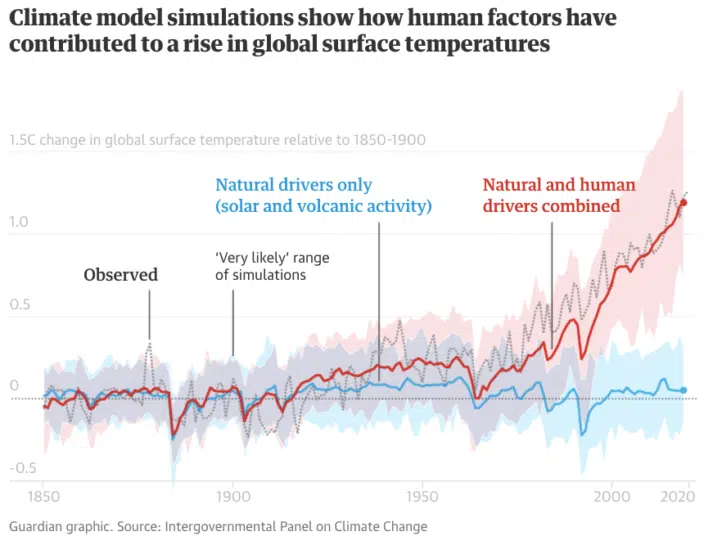 Climate model simulations show how human factors have
contributed to a rise in global surface temperatures
1.5C change in global surface temperature relative to 1850-1900
Natural drivers only
(solar and volcanic activity)
Natural and human
drivers combined
1.0
'Very likely' range
of simulations
Observed
0.5
0
-0.5
1850
1900
1950
2000
2020
Guardian graphic. Source: Intergovernmental Panel on Climate Change